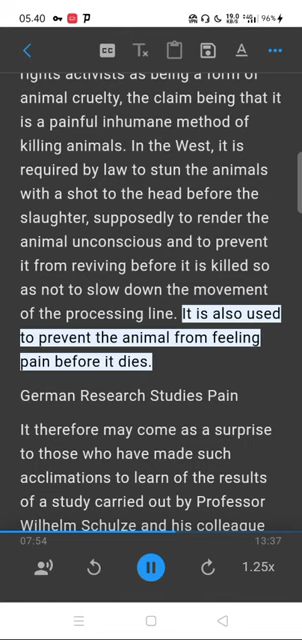 05.40
19.0
KB/S
4G
96%
CC
rights activists as being a form of
animal cruelty, the claim being that it
is a painful inhumane method of
killing animals. In the West, it is
required by law to stun the animals
with a shot to the head before the
slaughter, supposedly to render the
animal unconscious and to prevent
it from reviving before it is killed so
as not to slow down the movement
of the processing line. It is also used
to prevent the animal from feeling
pain before it dies.
German Research Studies Pain
It therefore may come as a surprise
to those who have made such
acclimations to learn of the results
of a study carried out by Professor
Wilhelm Schulze and his colleague
07:54
13:37
1.25x